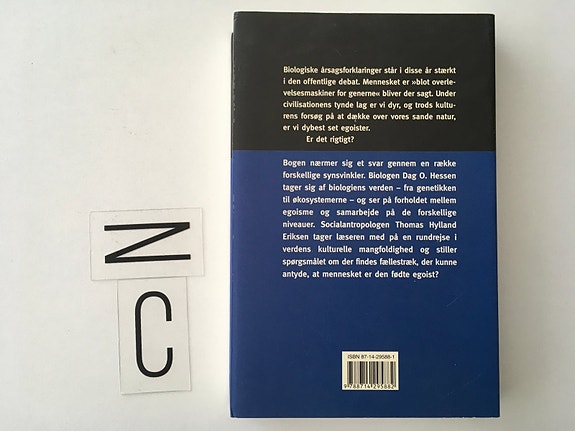 Biologiske årsagsforklaringer står i disse år stærkt
i den offentlige debat. Mennesket er »blot overle-
velsesmaskiner for generne« bliver der sagt. Under
civilisationens tynde lag er vi dyr, og trods kultu-
rens forsøg på at dække over vores sande natur,
er vi dybest set egoister.
Er det rigtigt?
Bogen nærmer sig et svar gennem en række
forskellige synsvinkler. Biologen Dag O. Hessen
tager sig af biologiens verden – fra genetikken
til økosystemerne – og ser på forholdet mellem
egoisme og samarbejde på de forskellige
niveauer. Socialantropologen Thomas Hylland
Eriksen tager læseren med på en rundrejse i
verdens kulturelle mangfoldighed og stiller
spørgsmålet om der findes fællestræk, der kunne
antyde, at mennesket er den fødte egoist?
ISBN 87-14-29588-1
9 788714 295882
N
C